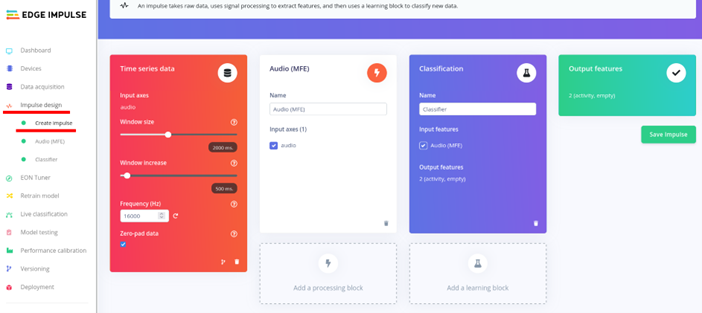 An impulse takes raw data, uses signal processing to extract features, and then uses a learning block to classify new data.
EDGE IMPULSE
Dashboard
Devices
Data acquisition
Impulse design
Create impulse
Audio (MFE)
Classifier
EON Tuner
Retrain model
Live classification
Model testing
Performance calibration
Versioning
Deployment
Time series data
Input axes
audio
Window size
2000 ms.
Window increase
500 ms.
Frequency (Hz)
16000
Zero-pad data
Audio (MFE)
Name
Audio (MFE)
Input axes (1)
audio
Add a processing block
Classification
Name
Classifier
Input features
Audio (MFE)
Output features
2 (activity, empty)
Add a learning block
Output features
2 (activity, empty)
Save Impulse